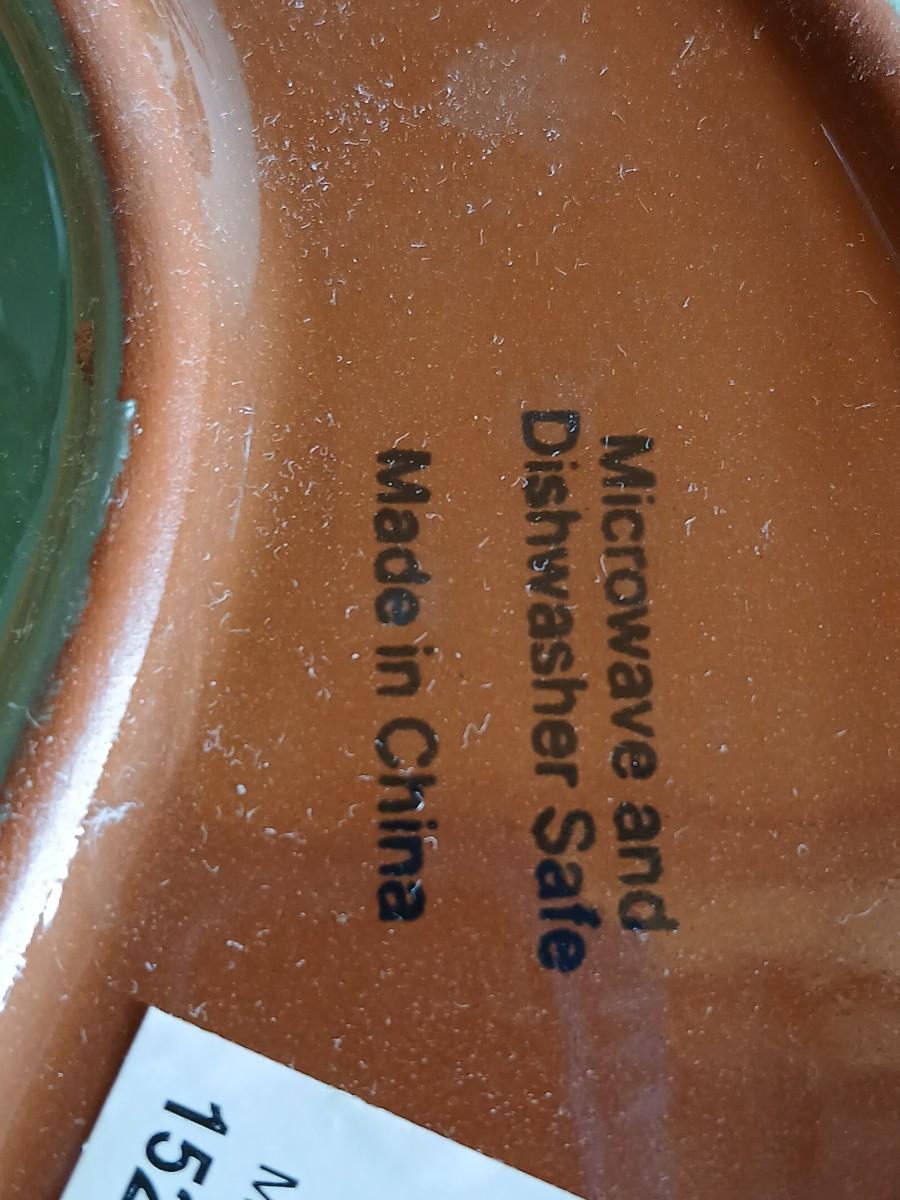 Microwave and
Dishwasher Safe
Made in China